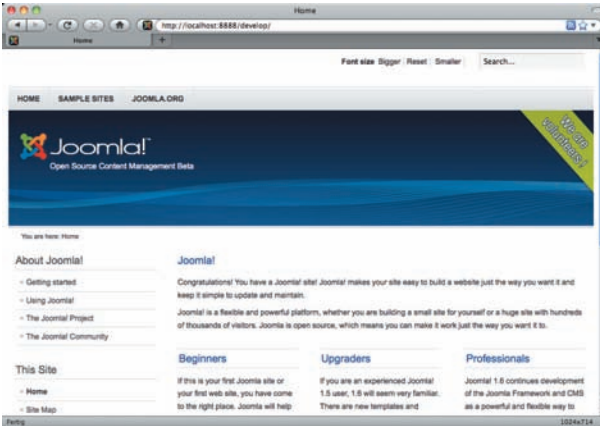 Home
http://localhost:8888/develop/
Home
Font size Bigger Reset Smaller Search...
HOME SAMPLE SITES JOOMLA.ORG
Joomla!™
Open Source Content Management Beta
We are volunteers!
You are here: Home
About Joomla!
Getting started
Using Joomla!
The Joomla! Project
The Joomla! Community
This Site
Home
Site Map
Joomla!
Congratulations! You have a Joomla! site! Joomla! makes your site easy to build a website just the way you want it and
keep it simple to update and maintain.
Joomla! is a flexible and powerful platform, whether you are building a small site for yourself or a huge site with hundreds
of thousands of visitors. Joomla is open source, which means you can make it work just the way you want it to.
Beginners
If this is your first Joomla site or
your first web site, you have come
to the right place. Joomla will help
Upgraders
If you are an experienced Joomla!
1.5 user, 1.6 will seem very familiar.
There are new templates and
Professionals
Joomla! 1.6 continues development
of the Joomla Framework and CMS
as a powerful and flexible way to
Fertig
1024x714